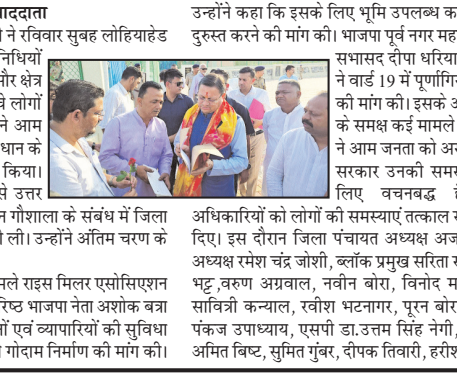 ाददाता
ी ने रविवार सुबह लोहियाहेड
निधियों
और क्षेत्र
लोगों
ने आम
धान के
किया।
से उत्तर
न गौशाला के संबंध में जिला
ी ली। उन्होंने अंतिम चरण के
मले राइस मिलर एसोसिएशन
रिष्ठ भाजपा नेता अशोक बत्रा
ों एवं व्यापारियों की सुविधा
गोदाम निर्माण की मांग की।
उन्होंने कहा कि इसके लिए भूमि उपलब्ध क
दुरुस्त करने की मांग की। भाजपा पूर्व नगर मह
सभासद दीपा धरिया
ने वार्ड 19 में पूर्णागि
की मांग की। इसके अ
के समक्ष कई मामले
ने आम जनता को अ
सरकार उनकी समस
लिए वचनबद्ध है
अधिकारियों को लोगों की समस्याएं तत्काल स
दिए। इस दौरान जिला पंचायत अध्यक्ष अज
अध्यक्ष रमेश चंद्र जोशी, ब्लॉक प्रमुख सरिता र
भट्ट ,वरुण अग्रवाल, नवीन बोरा, विनोद म
सावित्री कन्याल, रवीश भटनागर, पूरन बोर
पंकज उपाध्याय, एसपी डा.उत्तम सिंह नेगी,
अमित बिष्ट, सुमित गुंबर, दीपक तिवारी, हरीश